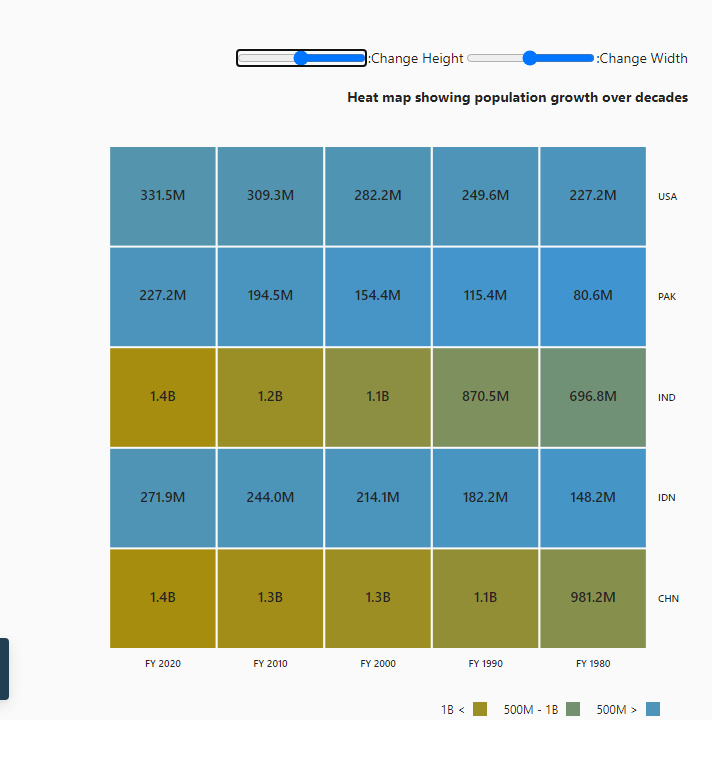 :Change Height :Change Width
Heat map showing population growth over decades
331.5M 309.3M 282.2M 249.6M 227.2M USA
227.2M 194.5M 154.4M 115.4M 80.6M PAK
1.4B 1.2B 1.1B 870.5M 696.8M IND
271.9M 244.0M 214.1M 182.2M 148.2M IDN
1.4B 1.3B 1.3B 1.1B 981.2M CHN
FY 2020 FY 2010 FY 2000 FY 1990 FY 1980
1B < 500M - 1B 500M >